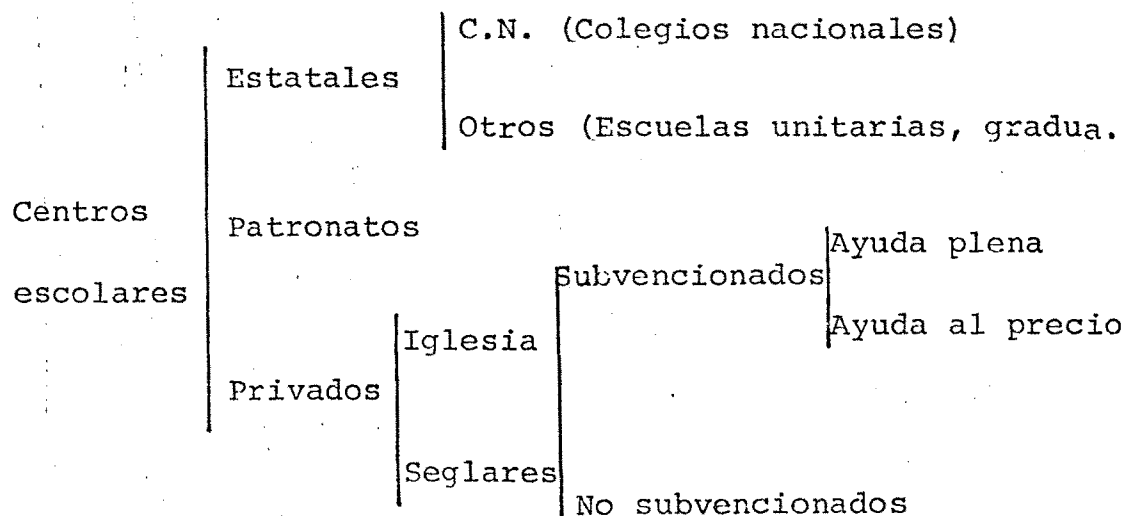 C.N. (Colegios nacionales)
Estatales
Otros (Escuelas unitarias, gradua.
Centros
escolares
Patronatos
Ayuda plena
Subvencionados
Ayuda al precio
Iglesia
Privados
Seglares
No subvencionados